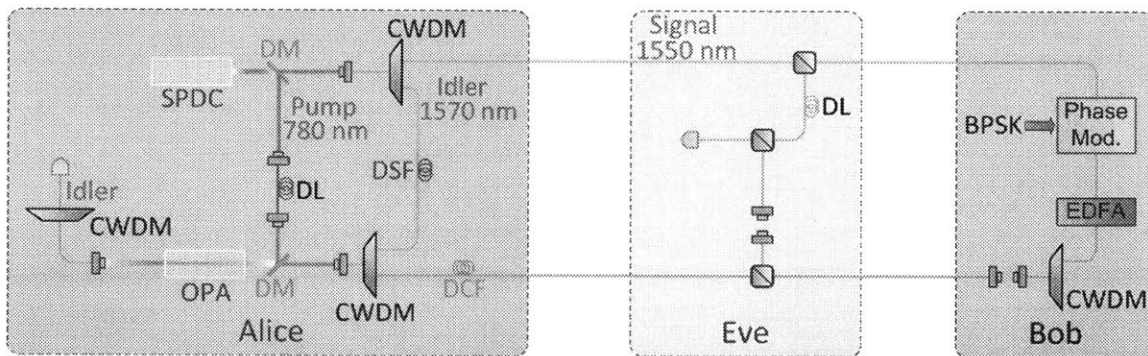 DM
CWDM
SPDC
Pump
780 nm
Idler
1570 nm
DL
DSF
Idler
CWDM
OPA
DM
CWDM
DCF
Alice
Signal
1550 nm
DL
Eve
BPSK
Phase
Mod.
EDFA
CWDM
Bob